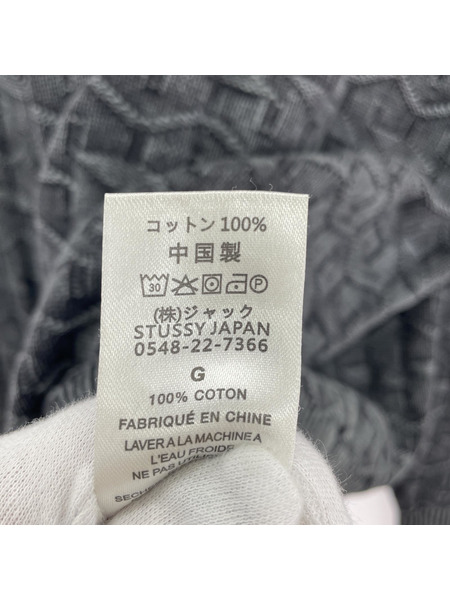 コットン100%
中国製
30 P
(株)ジャック
STUSSY JAPAN
0548-22-7366
G
100% COTON
FABRIQUÉ EN CHINE
LAVER A LA MACHINE A
L'EAU FROIDE
NE PAS